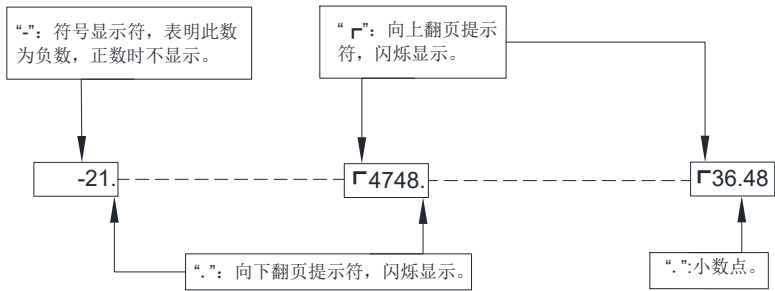 “-”：符号显示符，表明此数
为负数，正数时不显示。
“┏”：向上翻页提示
符，闪烁显示。
-21.
┏4748.
┏36.48
“. ”：向下翻页提示符，闪烁显示。
“. ”:小数点。